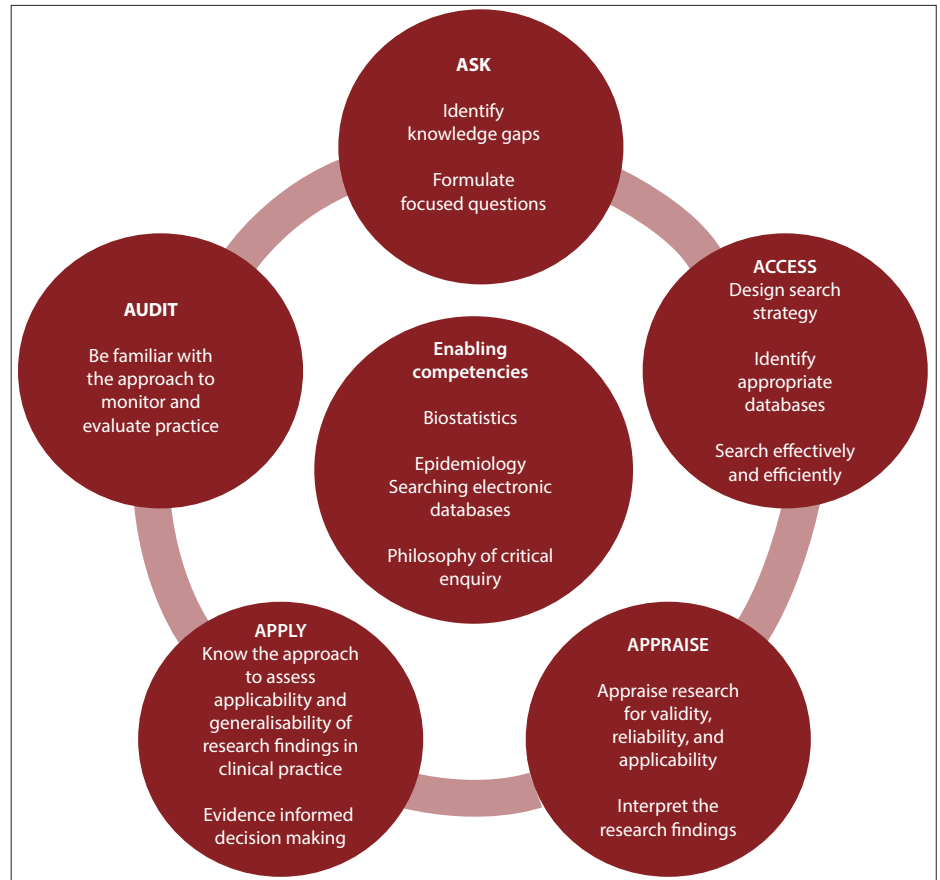 ASK
Identify
knowledge gaps
Formulate
focused questions
ACCESS
Design search
strategy
Identify
appropriate
databases
Search effectively
and efficiently
APPRAISE
Appraise research
for validity,
reliability, and
applicability
Interpret the
research findings
APPLY
Know the approach
to assess
applicability and
generalisability of
research findings in
clinical practice
Evidence informed
decision making
AUDIT
Be familiar with
the approach to
monitor and
evaluate practice
Enabling
competencies
Biostatistics
Epidemiology
Searching electronic
databases
Philosophy of critical
enquiry